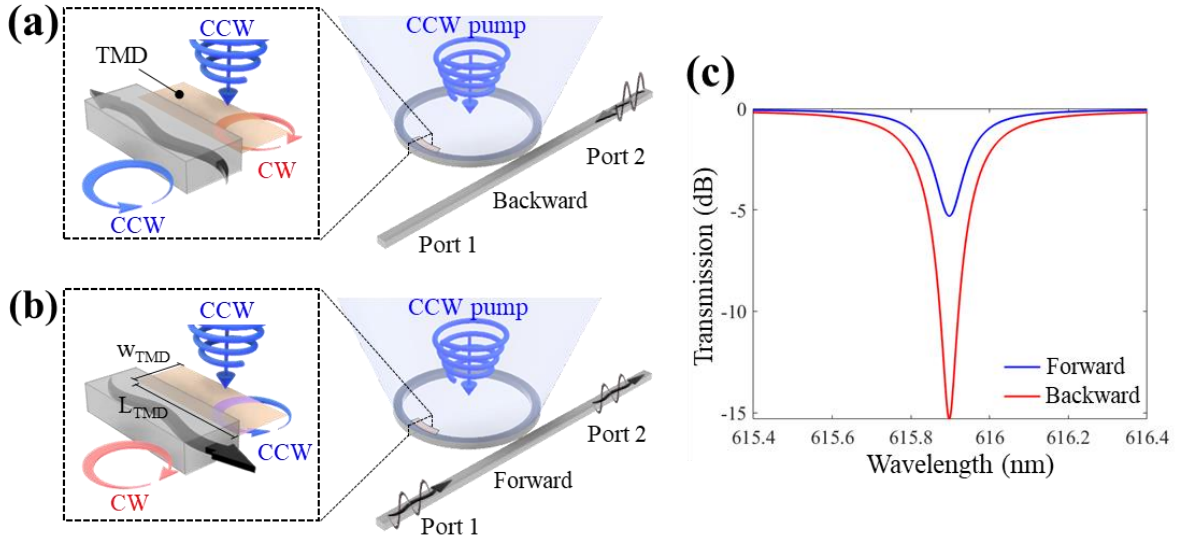 (a)
CCW
TMD
CW
CCW
CCW pump
Port 2
Backward
Port 1
(b)
CCW
W_TMD
L_TMD
CCW
CW
CCW pump
Port 2
Forward
Port 1
(c)
Transmission (dB)
0
-5
-10
-15
Forward
Backward
615.4 615.6 615.8 616 616.2 616.4
Wavelength (nm)